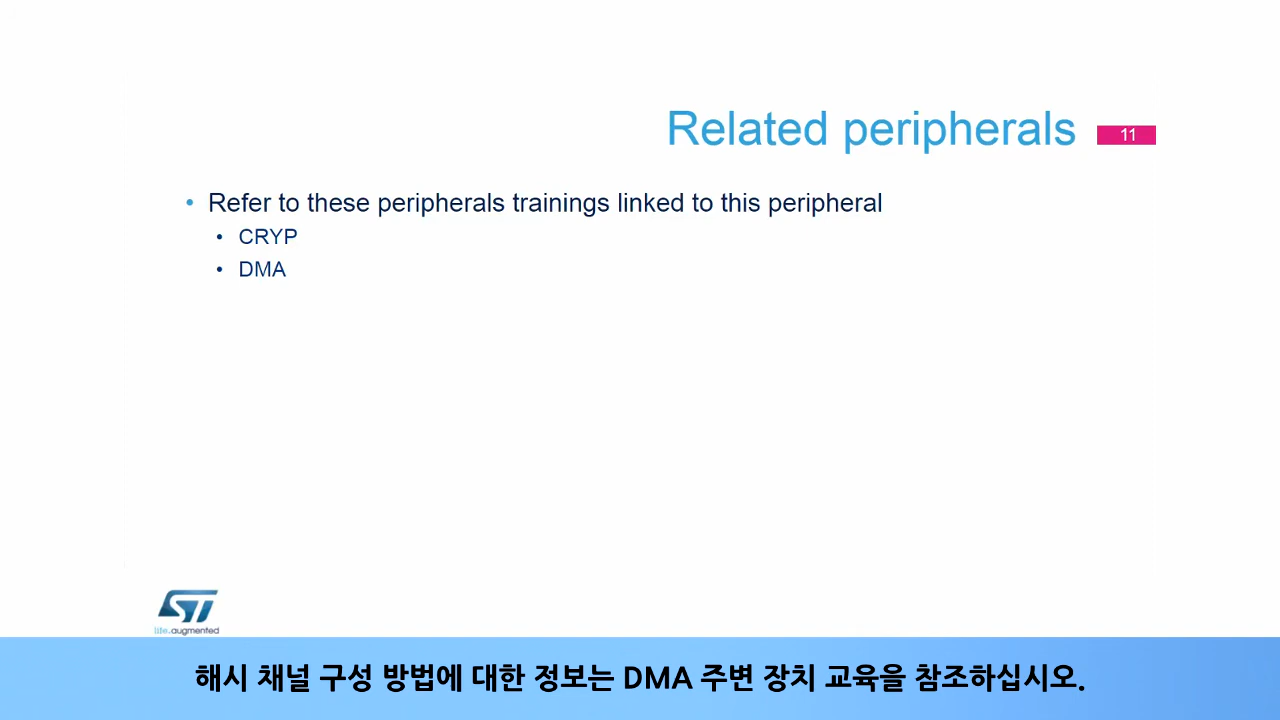 Related peripherals
11
• Refer to these peripherals trainings linked to this peripheral
• CRYP
• DMA
ST
life.augmented
해시 채널 구성 방법에 대한 정보는 DMA 주변 장치 교육을 참조하십시오.